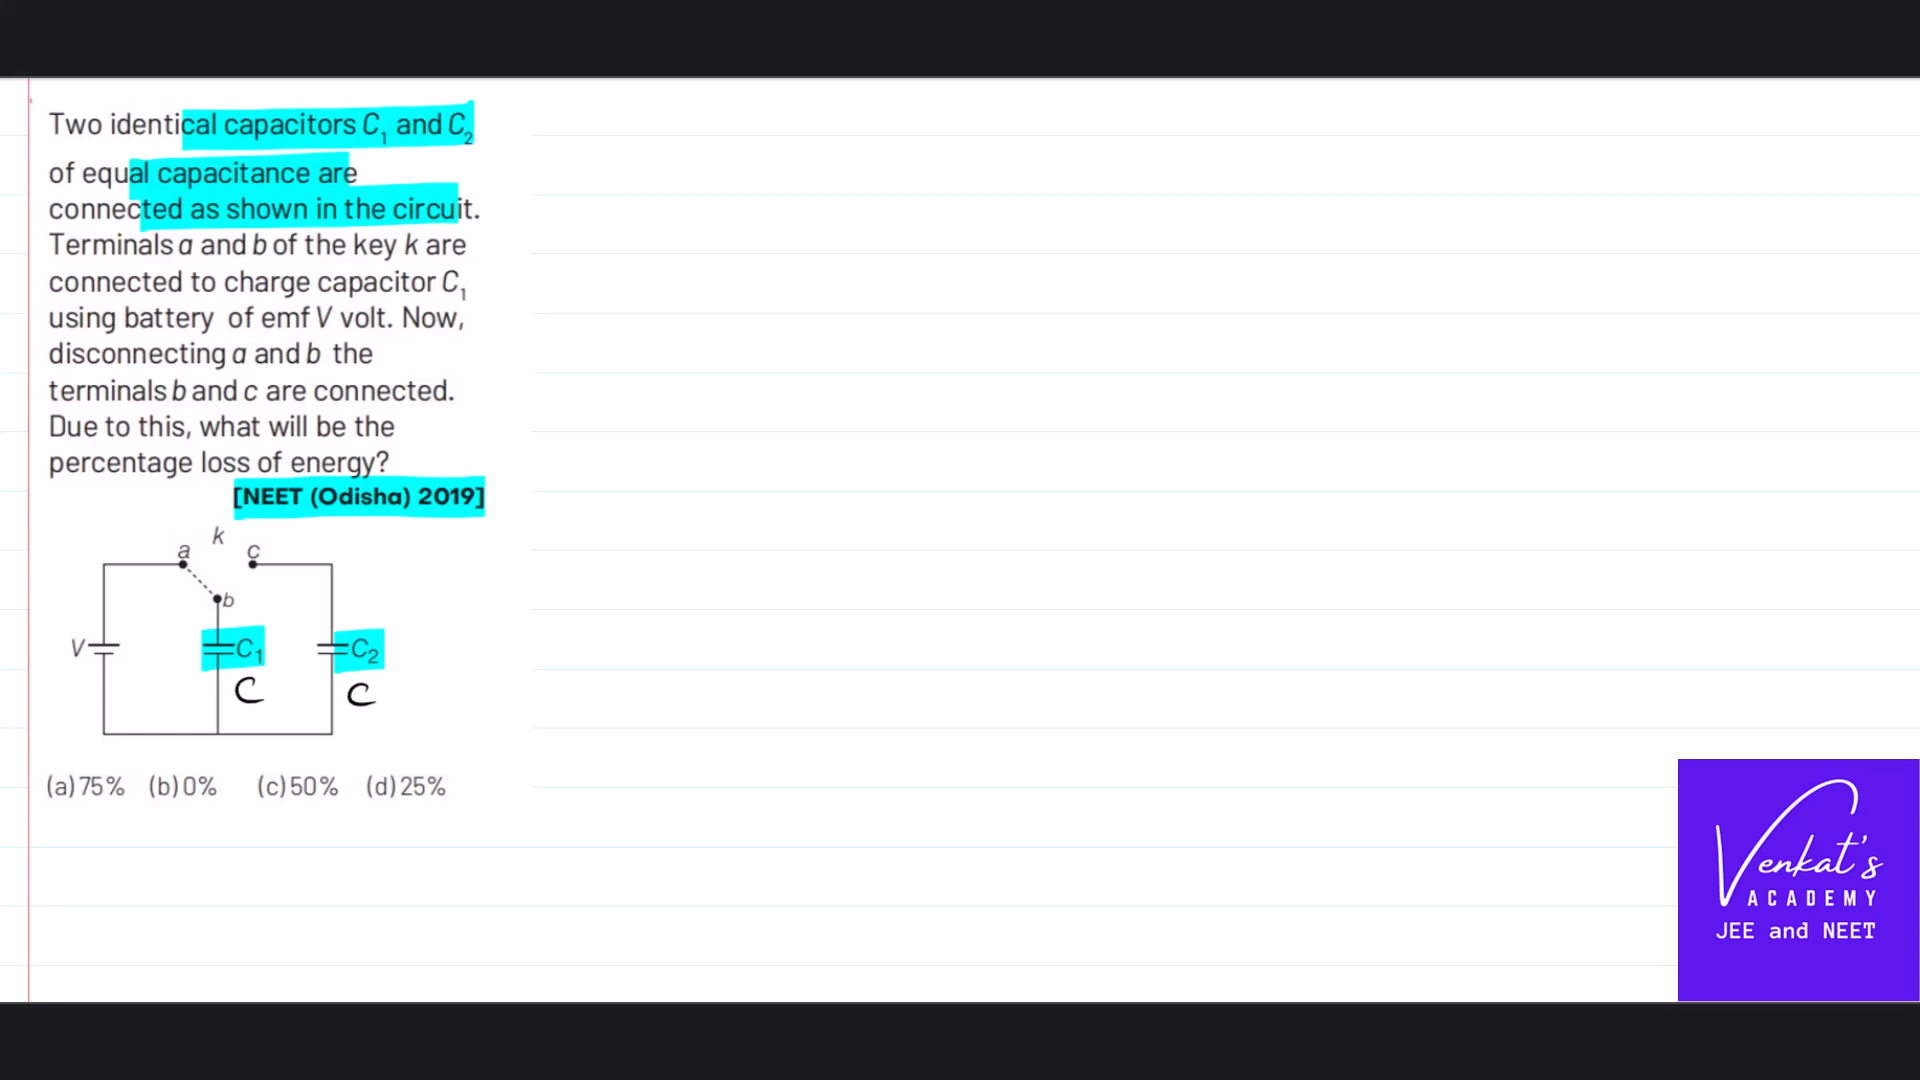 Two identical capacitors C₁ and C₂
of equal capacitance are
connected as shown in the circuit.
Terminals a and b of the key k are
connected to charge capacitor C₁
using battery of emf V volt. Now,
disconnecting a and b the
terminals b and c are connected.
Due to this, what will be the
percentage loss of energy?
[NEET (Odisha) 2019]
k
a c
b
V C₁ C₂
C C
(a) 75% (b) 0% (c) 50% (d) 25%
Venkat's
ACADEMY
JEE and NEET